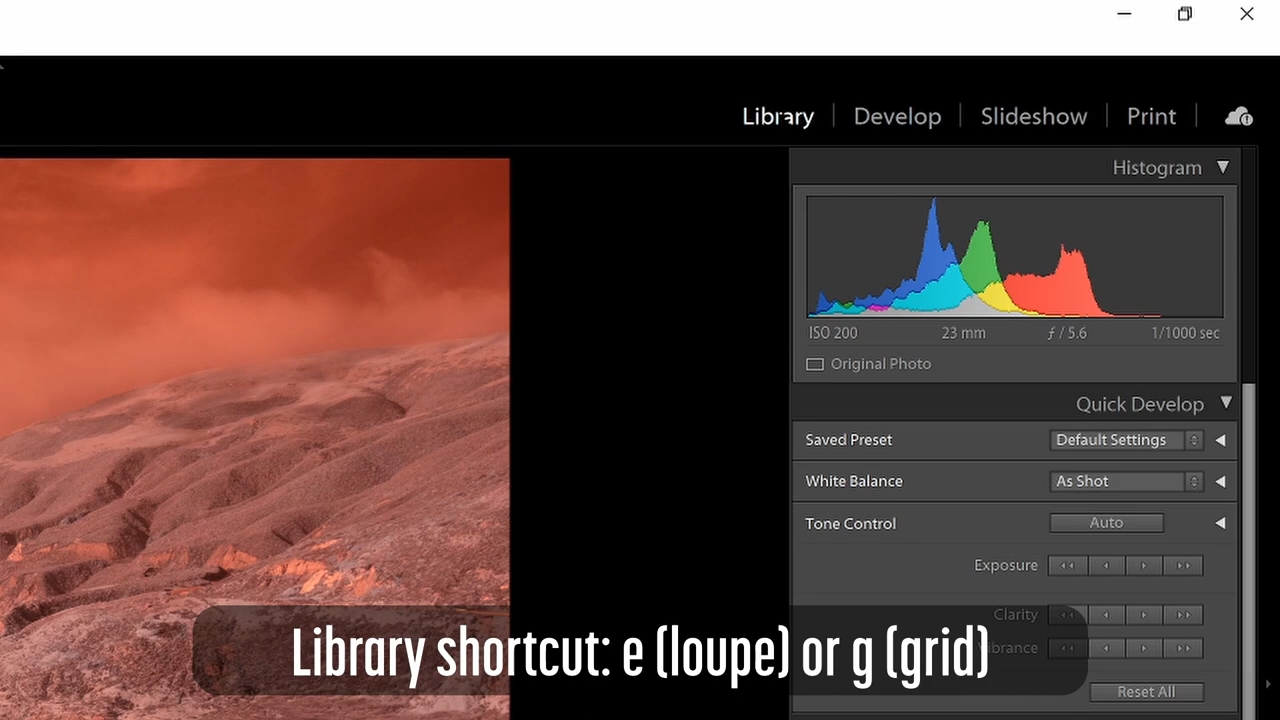 Library | Develop | Slideshow | Print
Histogram
ISO 200 23 mm ƒ / 5.6 1/1000 sec
Original Photo
Quick Develop
Saved Preset Default Settings
White Balance As Shot
Tone Control Auto
Exposure
Clarity
Library shortcut: e (loupe) or g (grid)
Reset All